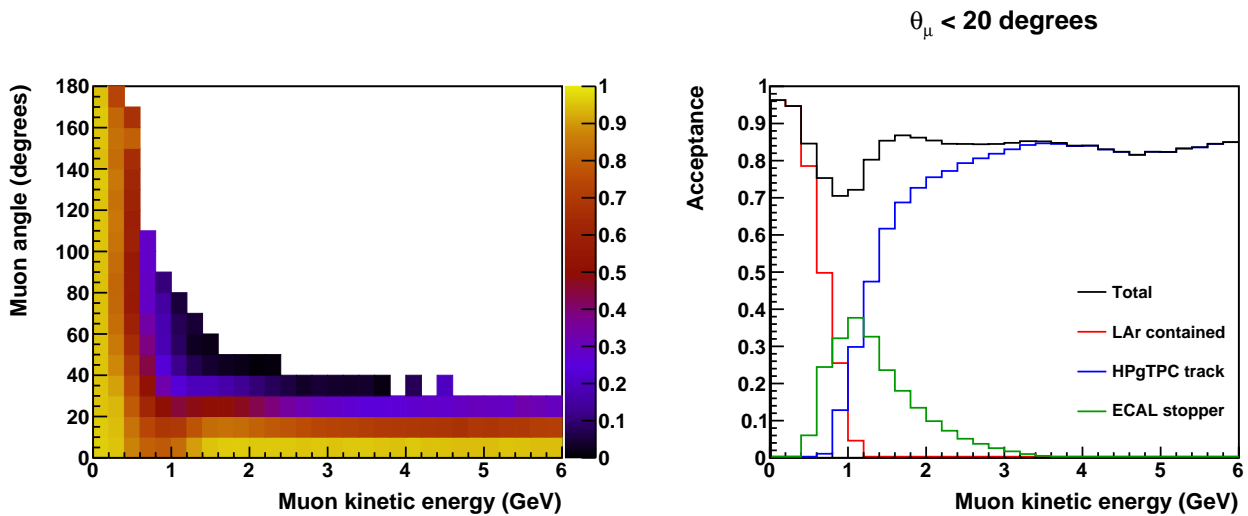 θμ < 20 degrees
Muon angle (degrees)
180
160
140
120
100
80
60
40
20
0
0 1 2 3 4 5 6
Muon kinetic energy (GeV)
1
0.9
0.8
0.7
0.6
0.5
0.4
0.3
0.2
0.1
0
Acceptance
1
0.9
0.8
0.7
0.6
0.5
0.4
0.3
0.2
0.1
0
0 1 2 3 4 5 6
Muon kinetic energy (GeV)
Total
LAr contained
HPgTPC track
ECAL stopper